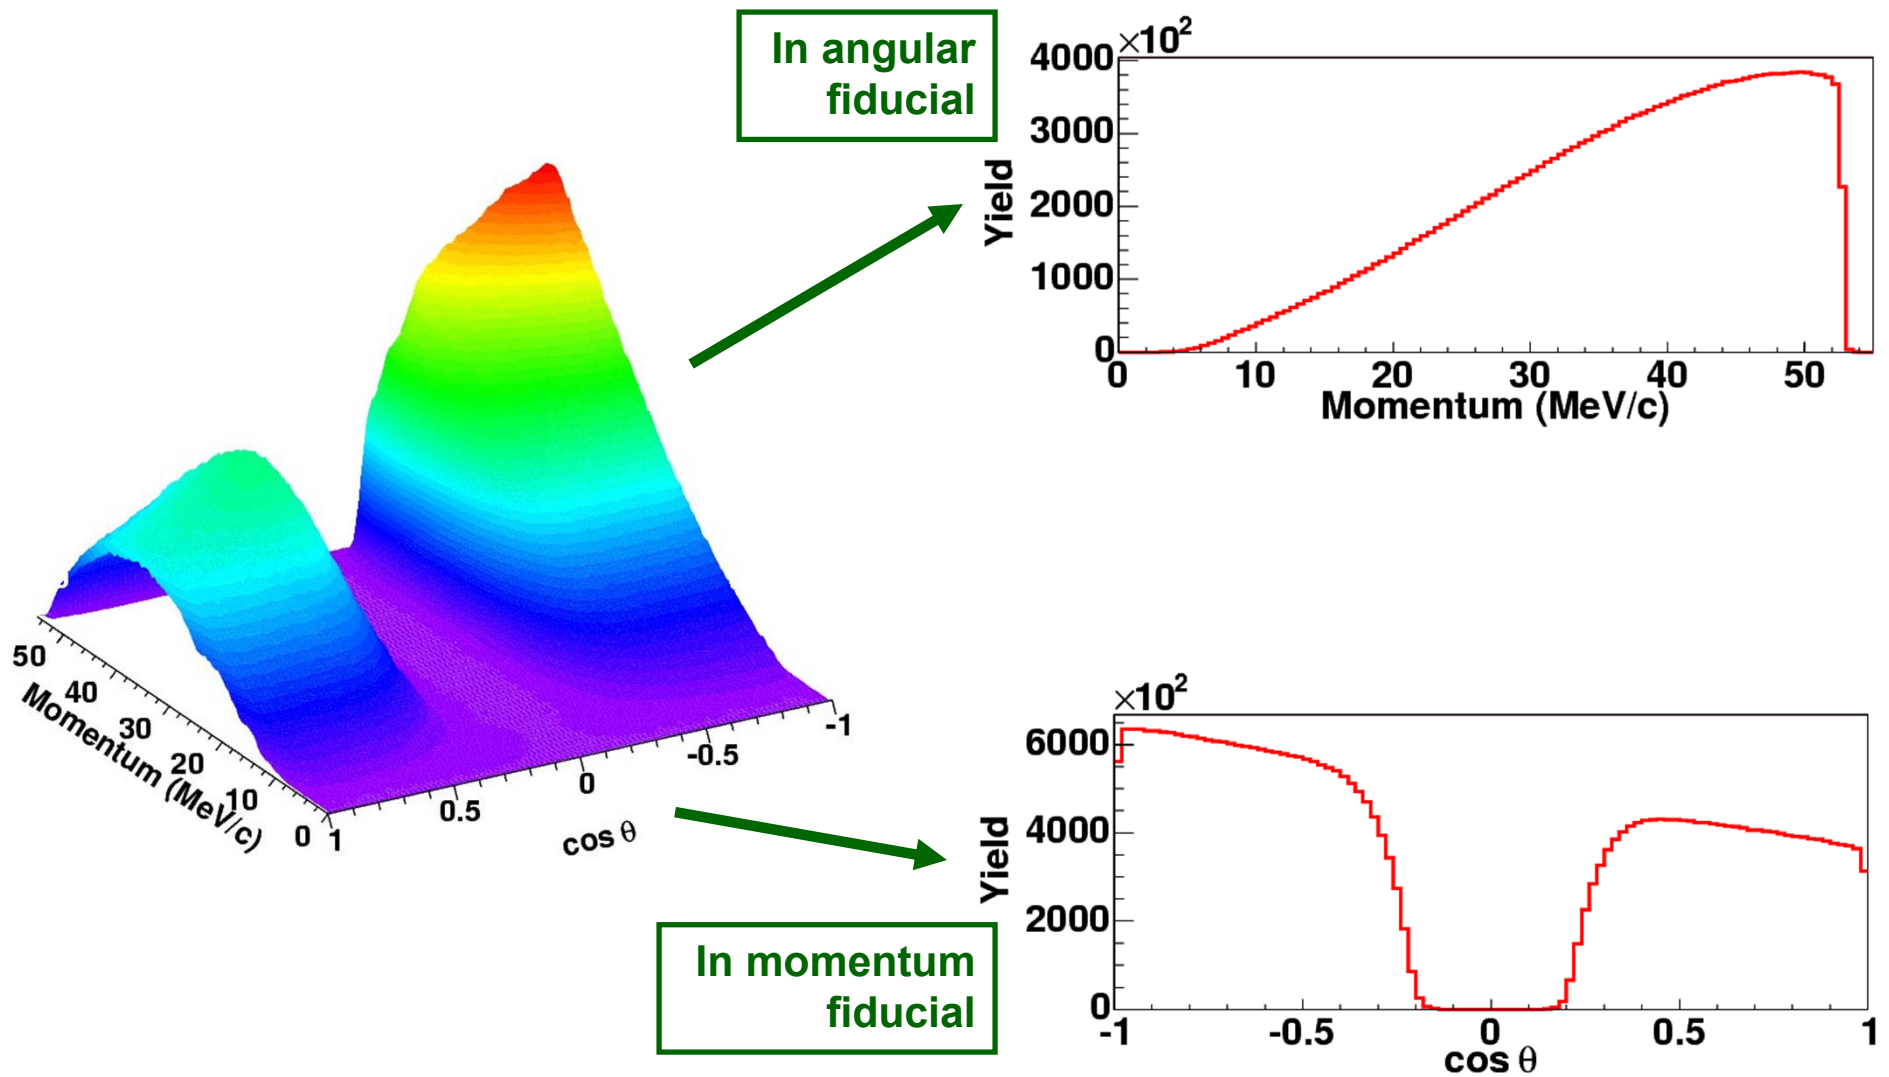 In angular
fiducial
×10²
4000
3000
2000
1000
0
Yield
0 10 20 30 40 50
Momentum (MeV/c)
50
40
30
20
10
0
Momentum (MeV/c)
1
0.5
0
-0.5
-1
cos θ
In momentum
fiducial
×10²
6000
4000
2000
0
Yield
-1 -0.5 0 0.5 1
cos θ